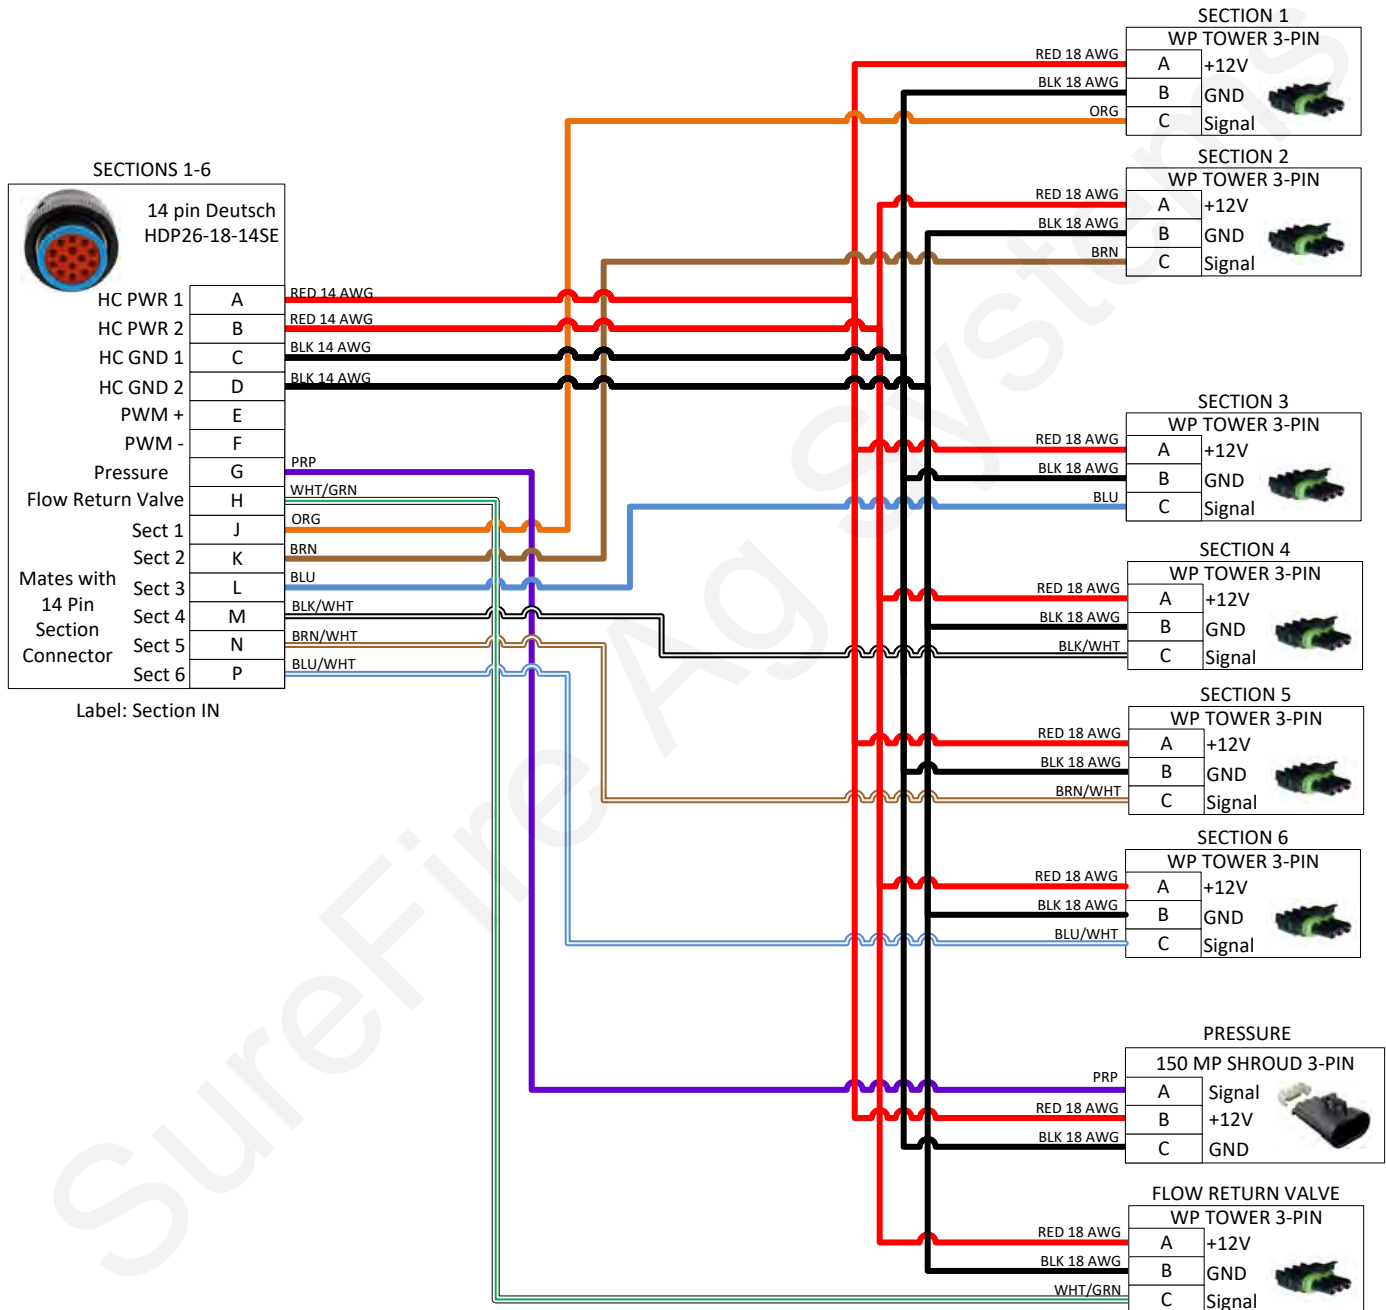 SECTIONS 1-6
14 pin Deutsch
HDP26-18-14SE
HC PWR 1 A RED 14 AWG
HC PWR 2 B RED 14 AWG
HC GND 1 C BLK 14 AWG
HC GND 2 D BLK 14 AWG
PWM + E
PWM - F
Pressure G PRP
Flow Return Valve H WHT/GRN
Sect 1 J ORG
Sect 2 K BRN
Sect 3 L BLU
Sect 4 M BLK/WHT
Sect 5 N BRN/WHT
Sect 6 P BLU/WHT
Mates with
14 Pin
Section
Connector
Label: Section IN
SECTION 1
WP TOWER 3-PIN
RED 18 AWG A +12V
BLK 18 AWG B GND
ORG C Signal
SECTION 2
WP TOWER 3-PIN
RED 18 AWG A +12V
BLK 18 AWG B GND
BRN C Signal
SECTION 3
WP TOWER 3-PIN
RED 18 AWG A +12V
BLK 18 AWG B GND
BLU C Signal
SECTION 4
WP TOWER 3-PIN
RED 18 AWG A +12V
BLK 18 AWG B GND
BLK/WHT C Signal
SECTION 5
WP TOWER 3-PIN
RED 18 AWG A +12V
BLK 18 AWG B GND
BRN/WHT C Signal
SECTION 6
WP TOWER 3-PIN
RED 18 AWG A +12V
BLK 18 AWG B GND
BLU/WHT C Signal
PRESSURE
150 MP SHROUD 3-PIN
PRP A Signal
RED 18 AWG B +12V
BLK 18 AWG C GND
FLOW RETURN VALVE
WP TOWER 3-PIN
RED 18 AWG A +12V
BLK 18 AWG B GND
WHT/GRN C Signal
SureFire Ag Systems